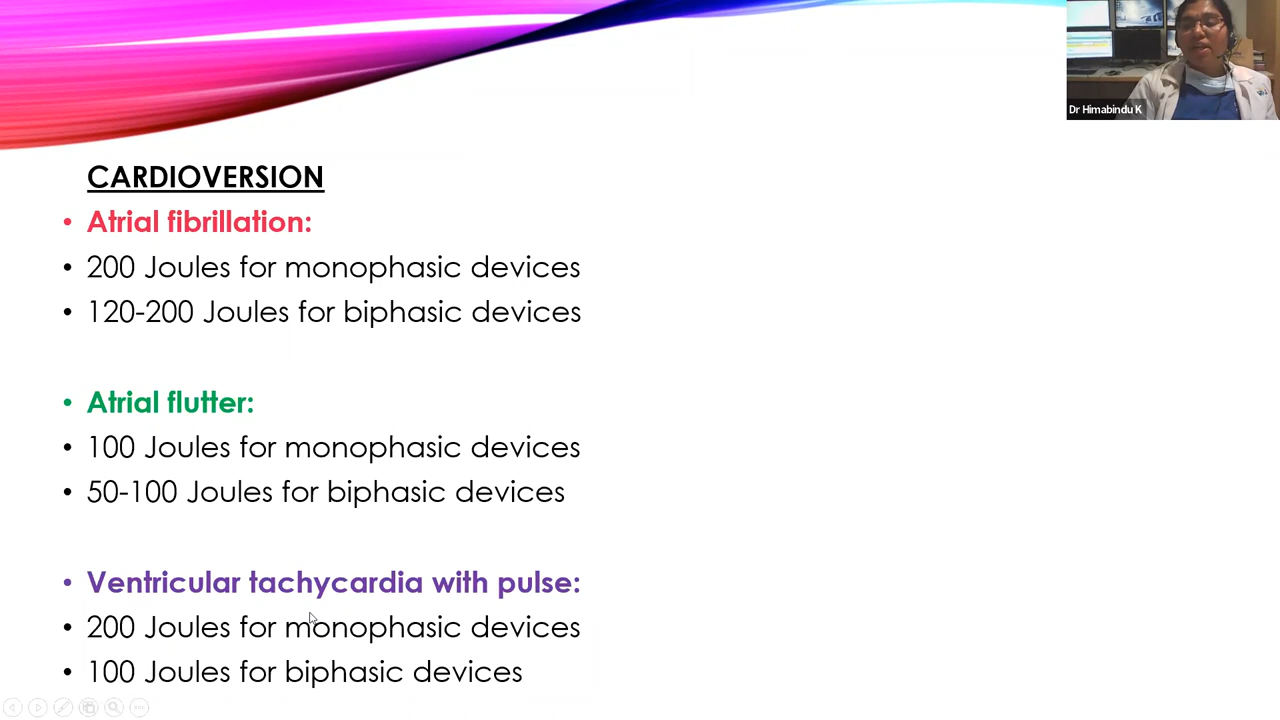 Dr Himabindu K
CARDIOVERSION
• Atrial fibrillation:
• 200 Joules for monophasic devices
• 120-200 Joules for biphasic devices
• Atrial flutter:
• 100 Joules for monophasic devices
• 50-100 Joules for biphasic devices
• Ventricular tachycardia with pulse:
• 200 Joules for monophasic devices
• 100 Joules for biphasic devices